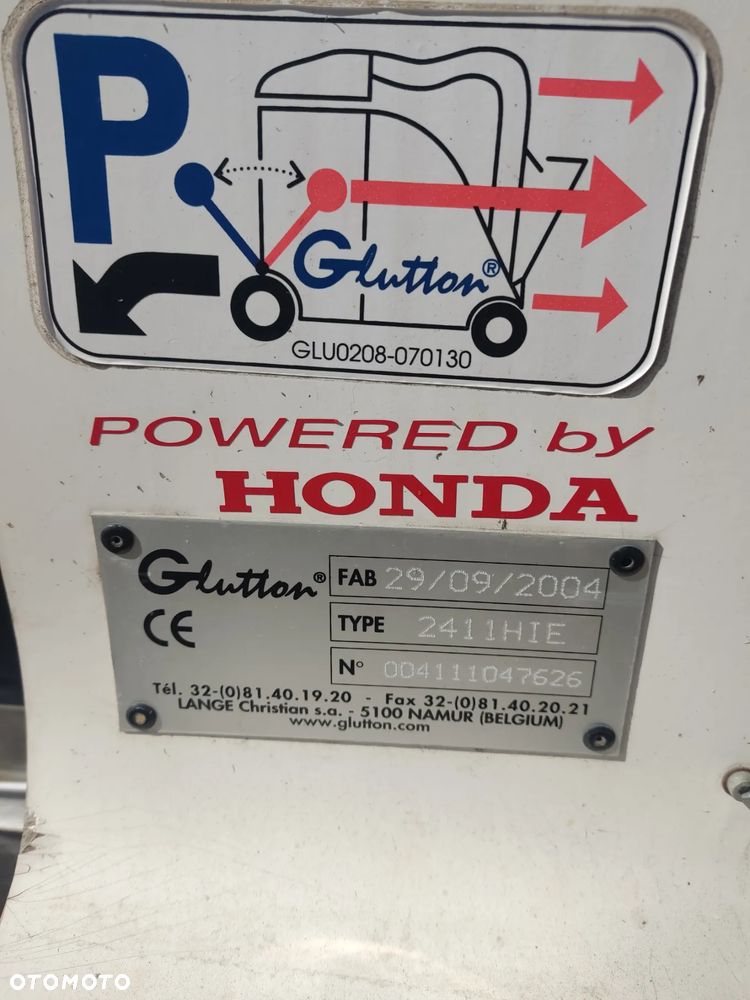 P
Glutton®
GLU0208-070130
POWERED by
HONDA
Glutton®
CE
FAB 29/09/2004
TYPE 2411HIE
N° 004111047626
Tél. 32-(0)81.40.19.20 - Fax 32-(0)81.40.20.21
LANGE Christian s.a. - 5100 NAMUR (BELGIUM)
www.glutton.com
OTOMOTO